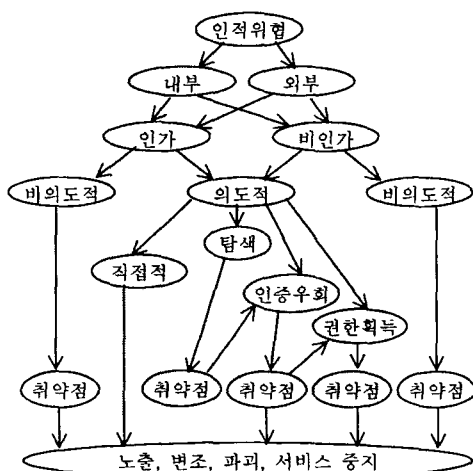 인적위협
내부 외부
인가 비인가
비의도적 의도적 비의도적
탐색
직접적
인증우회
권한획득
취약점 취약점 취약점 취약점 취약점
노출, 변조, 파괴, 서비스 중지